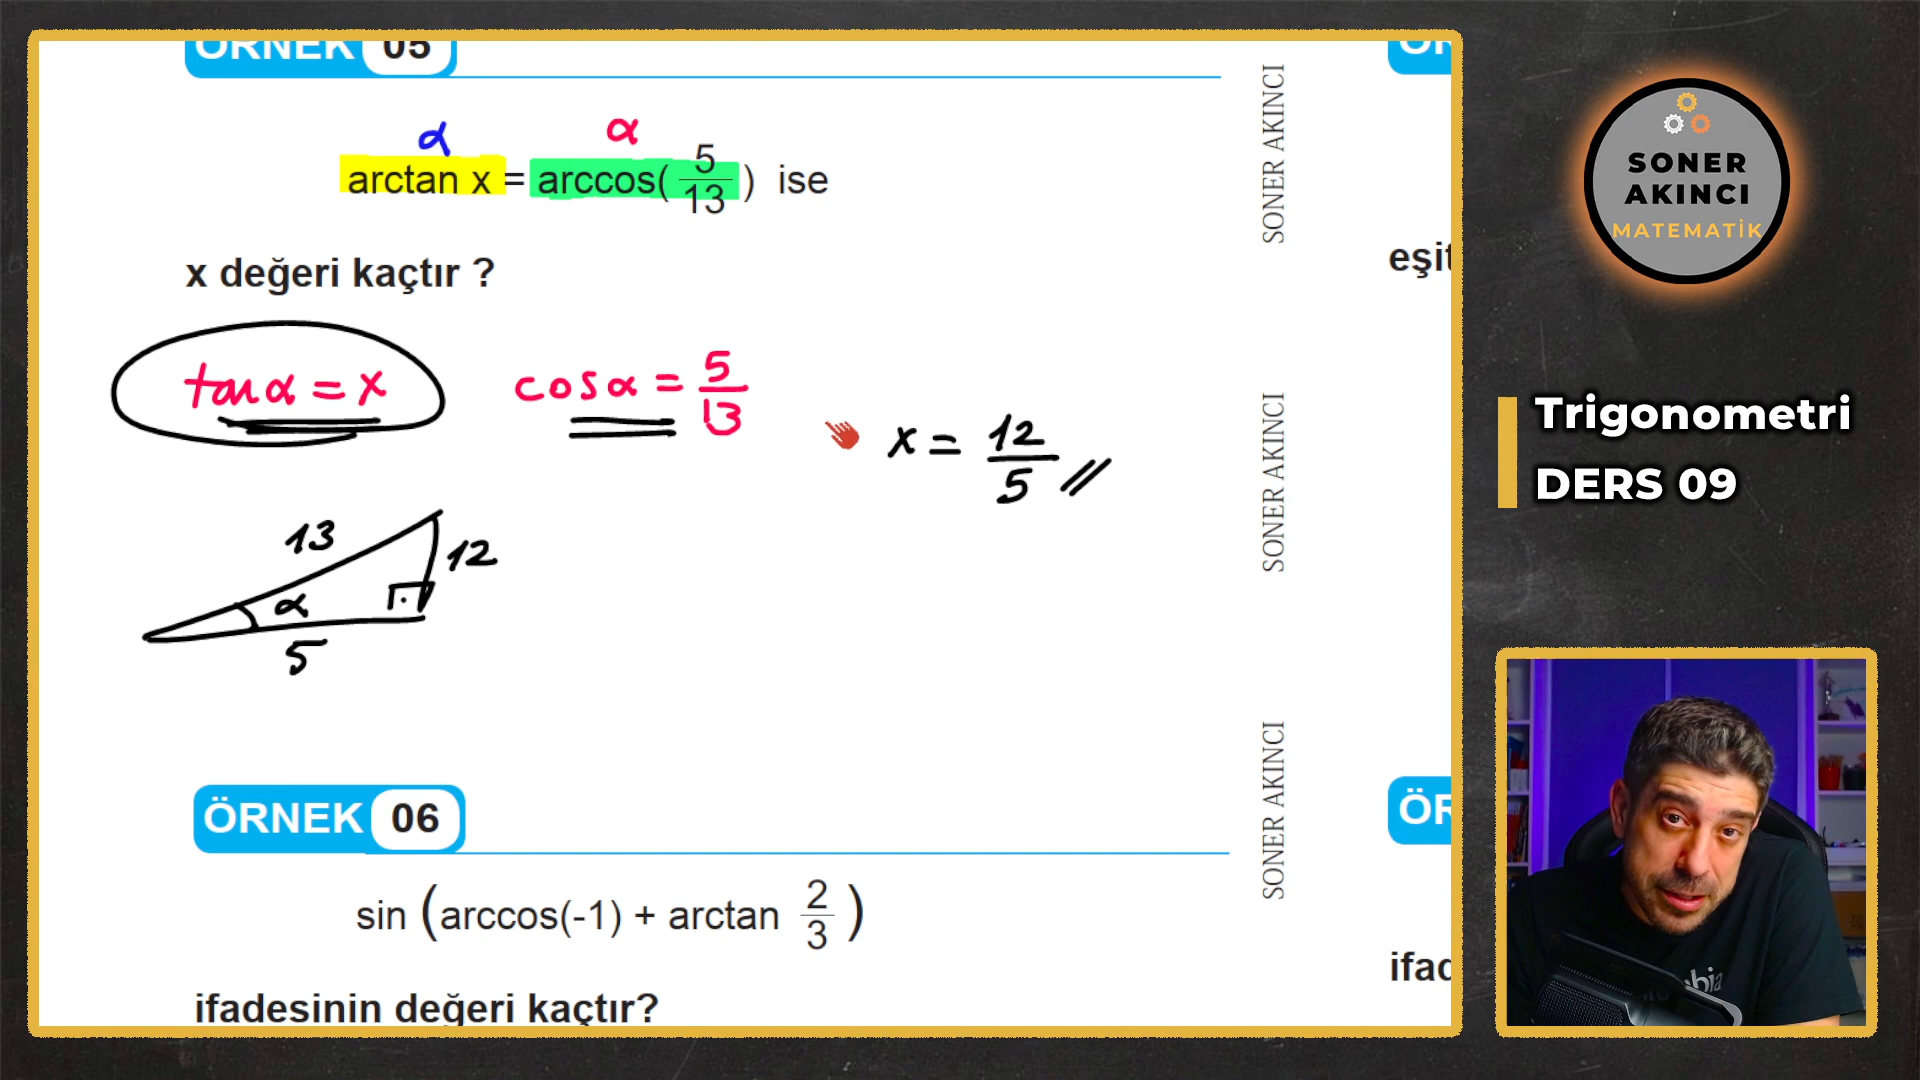 ÖRNEK 05
α α
arctan x = arccos( 5/13 ) ise
x değeri kaçtır ?
tanα = x
cosα = 5/13
x = 12/5 //
13
12
α
5
ÖRNEK 06
sin ( arccos(-1) + arctan 2/3 )
ifadesinin değeri kaçtır?
SONER AKINCI
SONER AKINCI
SONER AKINCI
eşit
ÖR
ifad
SONER
AKINCI
MATEMATİK
Trigonometri
DERS 09